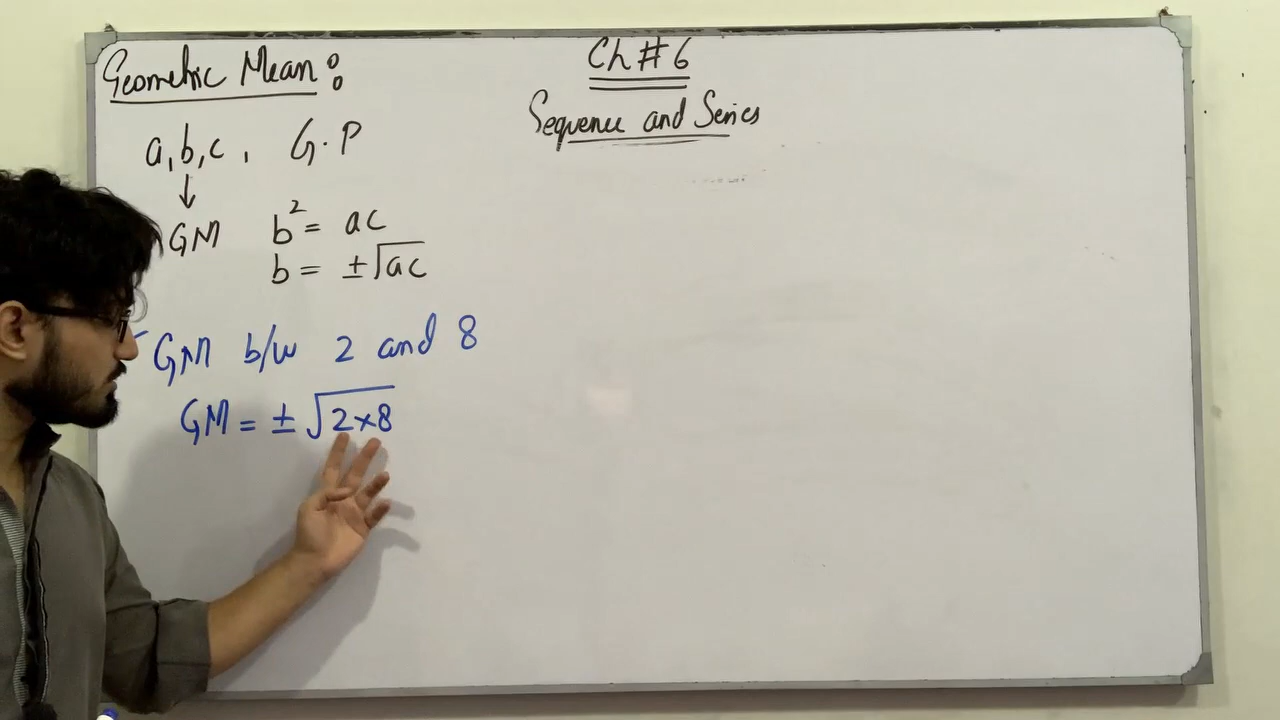 Ch # 6
Sequence and Series
Geometric Mean:
a, b, c, G.P
↓
GM b² = ac
b = ±√ac
GM b/w 2 and 8
GM = ±√2×8